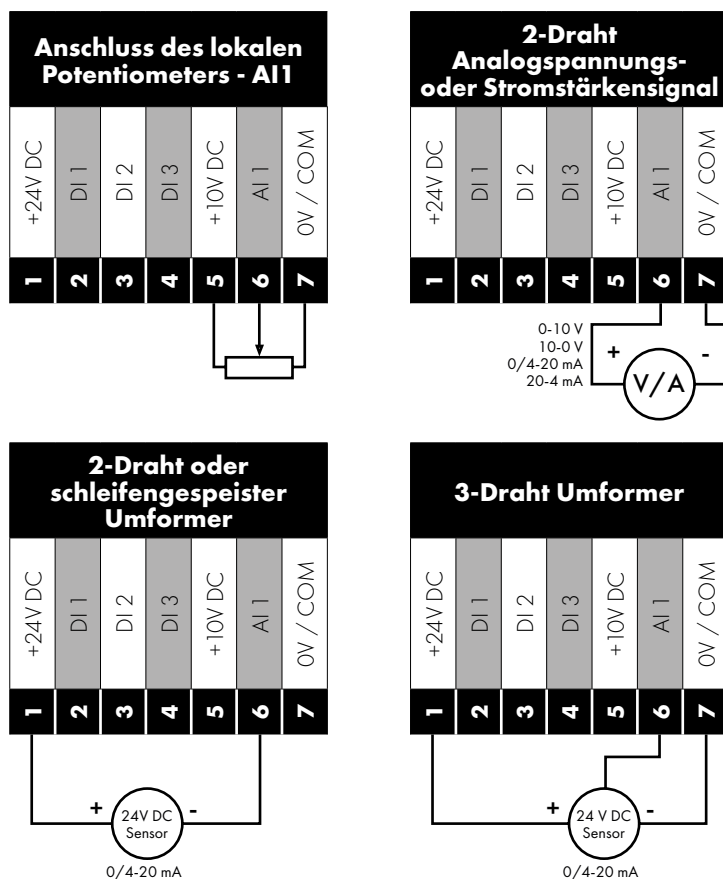 Anschluss des lokalen
Potentiometers - AI1
+24V DC
DI 1
DI 2
DI 3
+10V DC
AI 1
0V / COM
1
2
3
4
5
6
7
2-Draht
Analogspannungs-
oder Stromstärkensignal
+24V DC
DI 1
DI 2
DI 3
+10V DC
AI 1
0V / COM
1
2
3
4
5
6
7
0-10 V
10-0 V
0/4-20 mA
20-4 mA
+
-
V/A
2-Draht oder
schleifengespeister
Umformer
+24V DC
DI 1
DI 2
DI 3
+10V DC
AI 1
0V / COM
1
2
3
4
5
6
7
+
-
24V DC
Sensor
0/4-20 mA
3-Draht Umformer
+24V DC
DI 1
DI 2
DI 3
+10V DC
AI 1
0V / COM
1
2
3
4
5
6
7
+
-
24 V DC
Sensor
0/4-20 mA